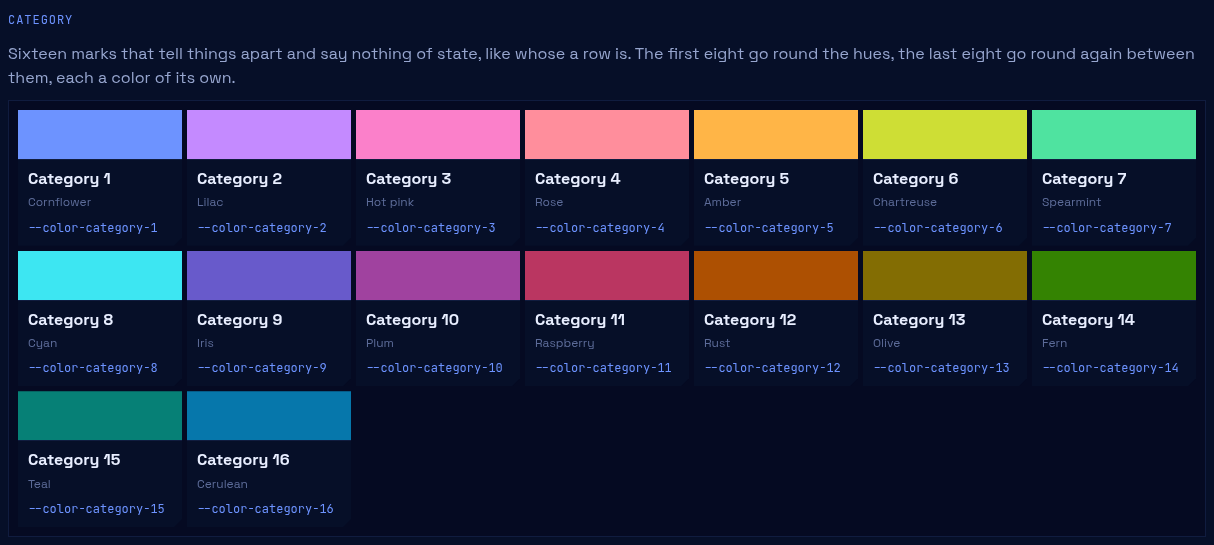 CATEGORY
Sixteen marks that tell things apart and say nothing of state, like whose a row is. The first eight go round the hues, the last eight go round again between
them, each a color of its own.
Category 1
Cornflower
--color-category-1
Category 2
Lilac
--color-category-2
Category 3
Hot pink
--color-category-3
Category 4
Rose
--color-category-4
Category 5
Amber
--color-category-5
Category 6
Chartreuse
--color-category-6
Category 7
Spearmint
--color-category-7
Category 8
Cyan
--color-category-8
Category 9
Iris
--color-category-9
Category 10
Plum
--color-category-10
Category 11
Raspberry
--color-category-11
Category 12
Rust
--color-category-12
Category 13
Olive
--color-category-13
Category 14
Fern
--color-category-14
Category 15
Teal
--color-category-15
Category 16
Cerulean
--color-category-16